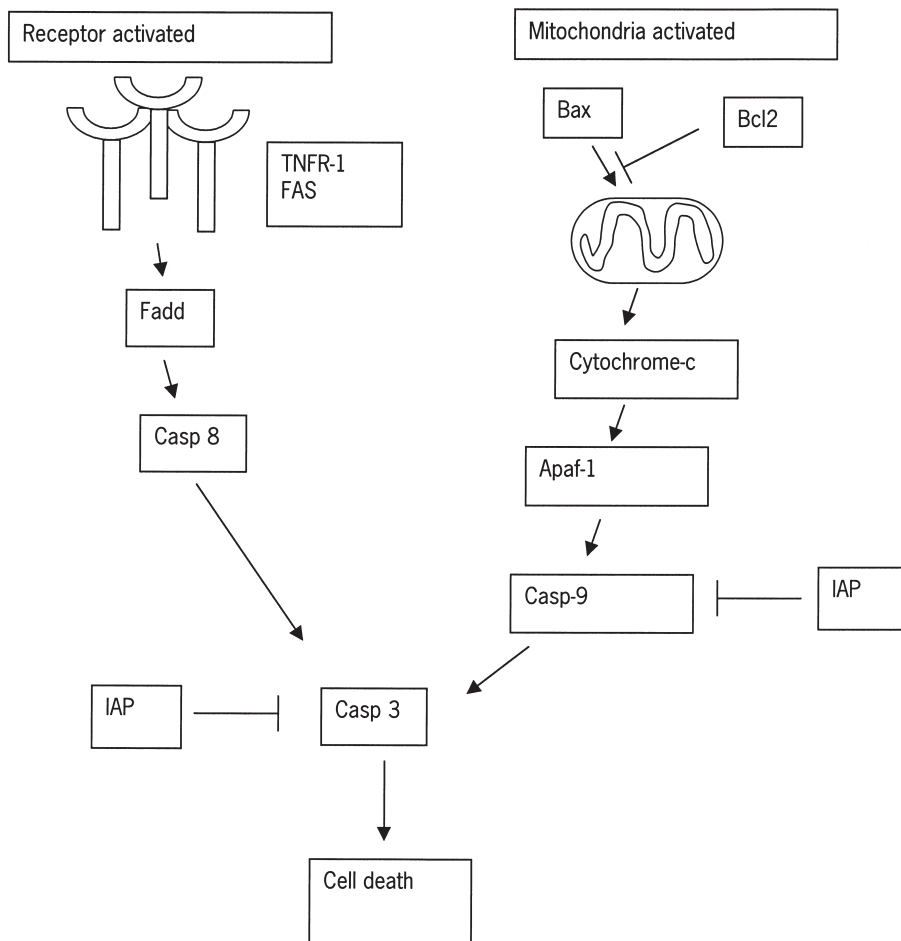 Receptor activated
Mitochondria activated
Bax
Bcl2
TNFR-1
FAS
Fadd
Cytochrome-c
Casp 8
Apaf-1
Casp-9
IAP
IAP
Casp 3
Cell death